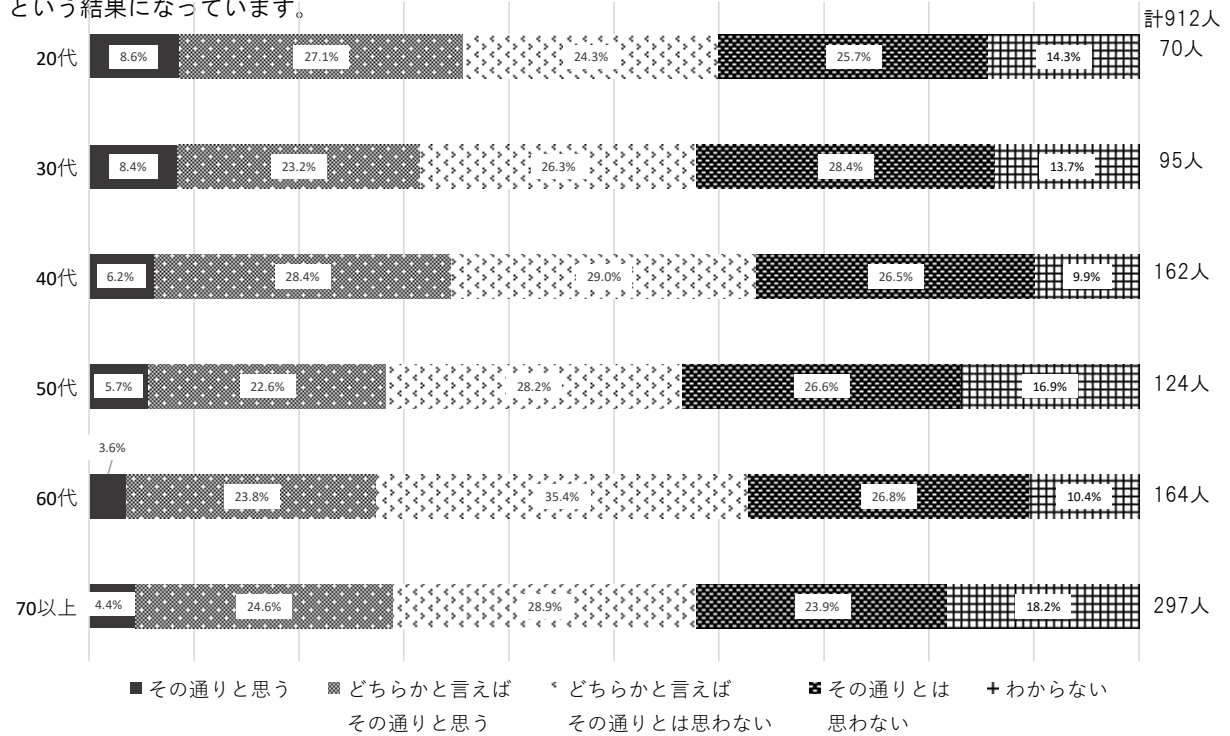 という結果になっています。
計912人
20代 8.6% 27.1% 24.3% 25.7% 14.3% 70人
30代 8.4% 23.2% 26.3% 28.4% 13.7% 95人
40代 6.2% 28.4% 29.0% 26.5% 9.9% 162人
50代 5.7% 22.6% 28.2% 26.6% 16.9% 124人
3.6%
60代 23.8% 35.4% 26.8% 10.4% 164人
70以上 4.4% 24.6% 28.9% 23.9% 18.2% 297人
その通りと思う どちらかと言えば どちらかと言えば その通りとは わからない
その通りと思う その通りとは思わない 思わない